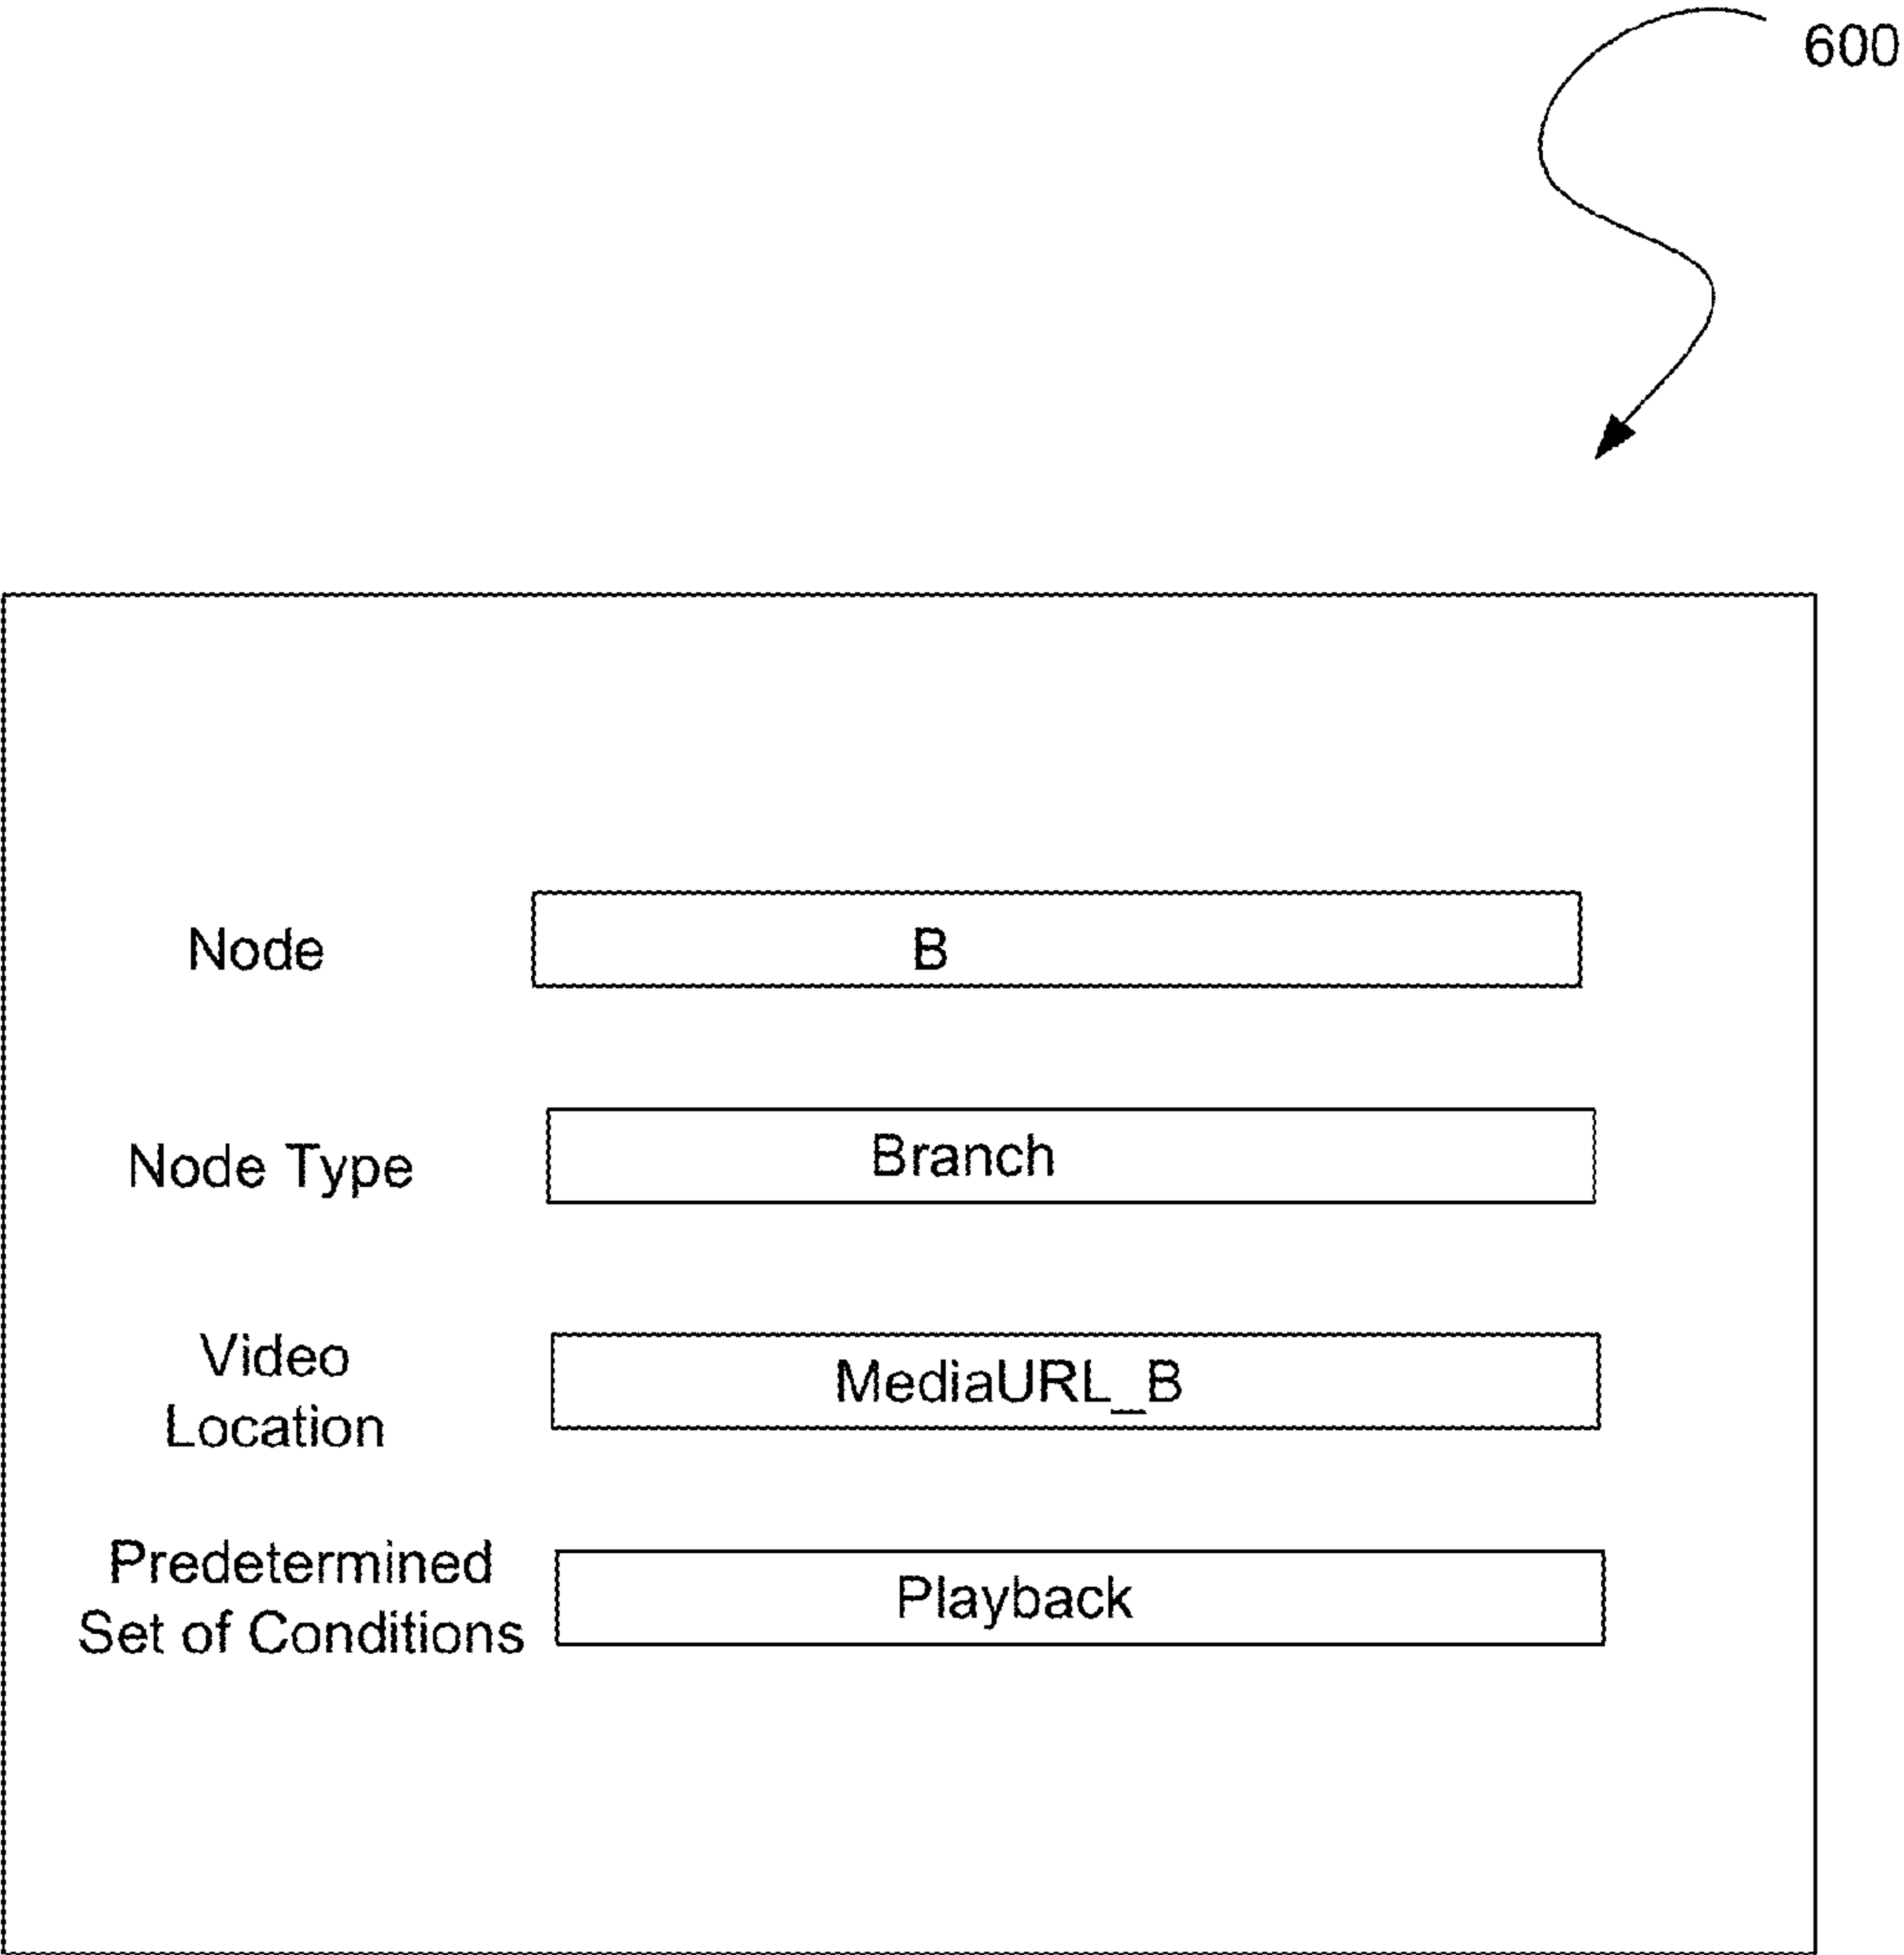 600
Node
B
Node Type
Branch
Video
Location
MediaURL_B
Predetermined
Set of Conditions
Playback